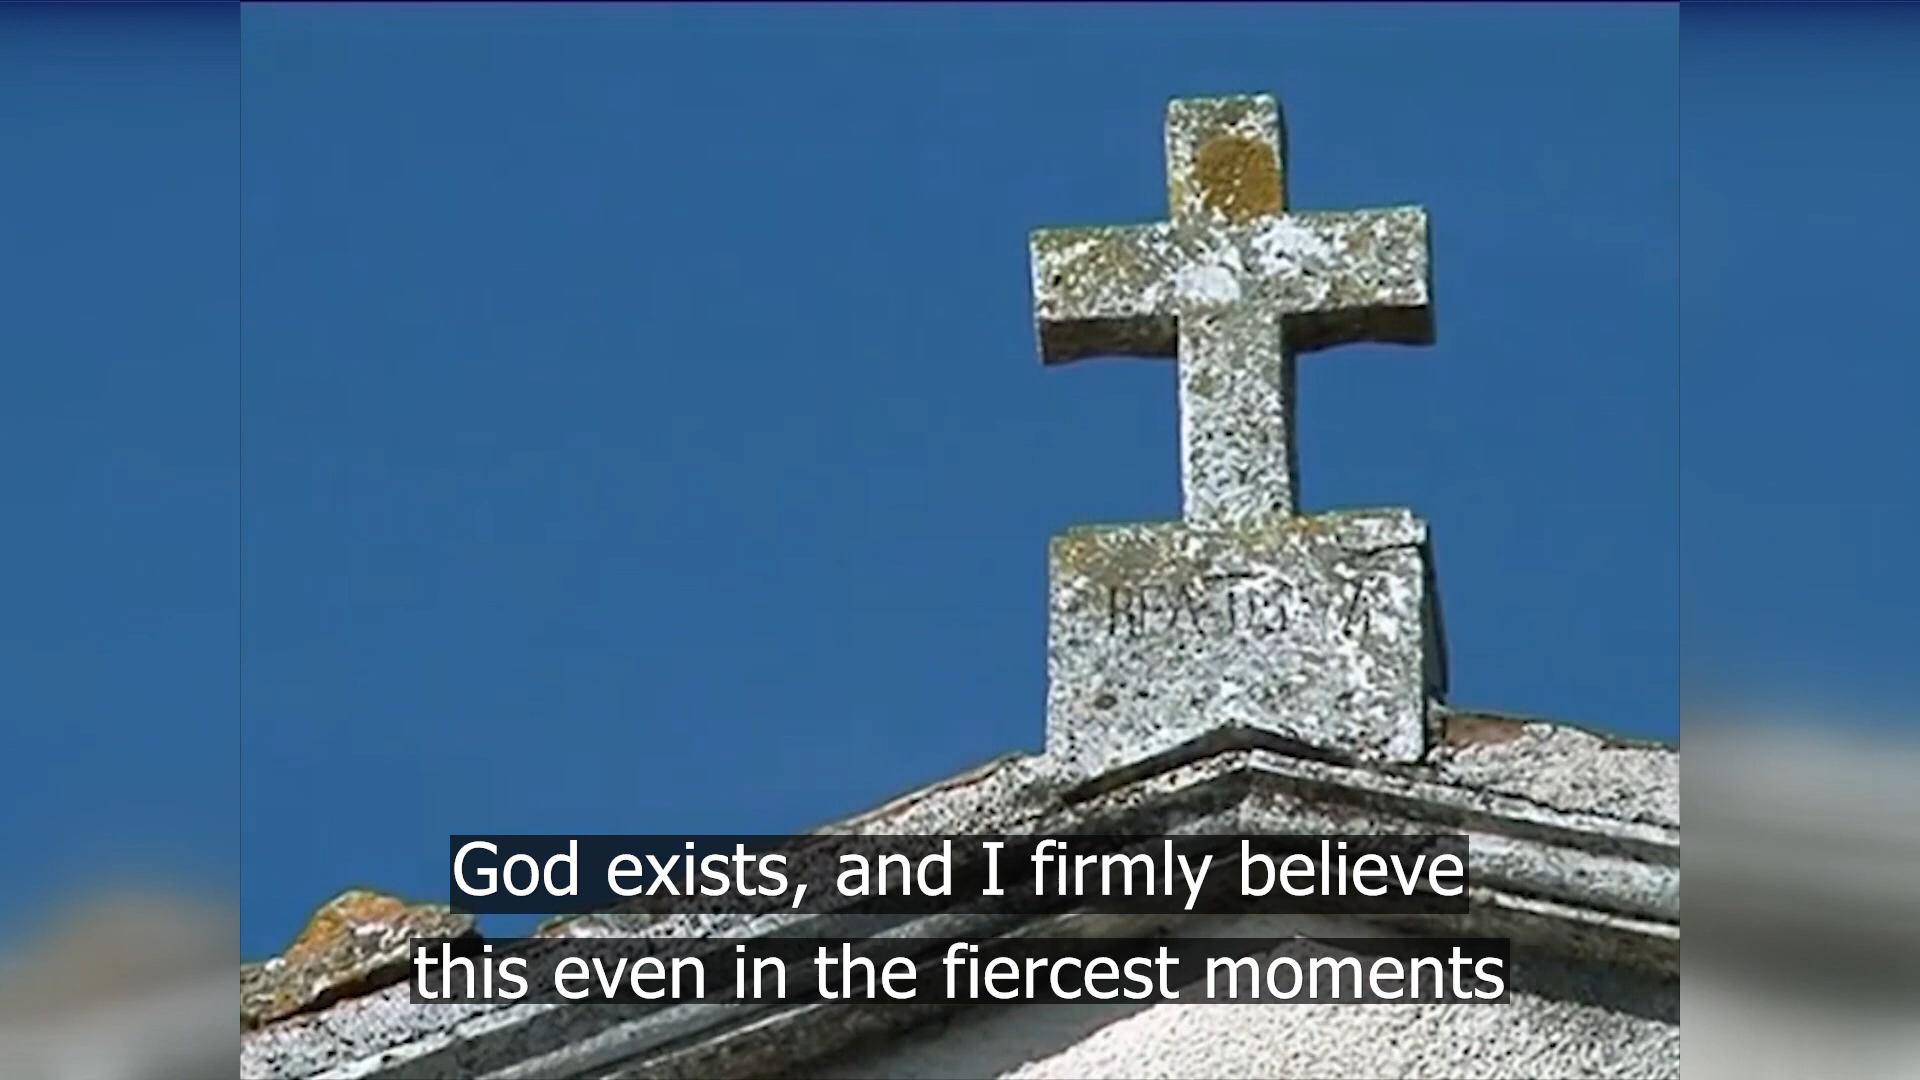 God exists, and I firmly believe
this even in the fiercest moments